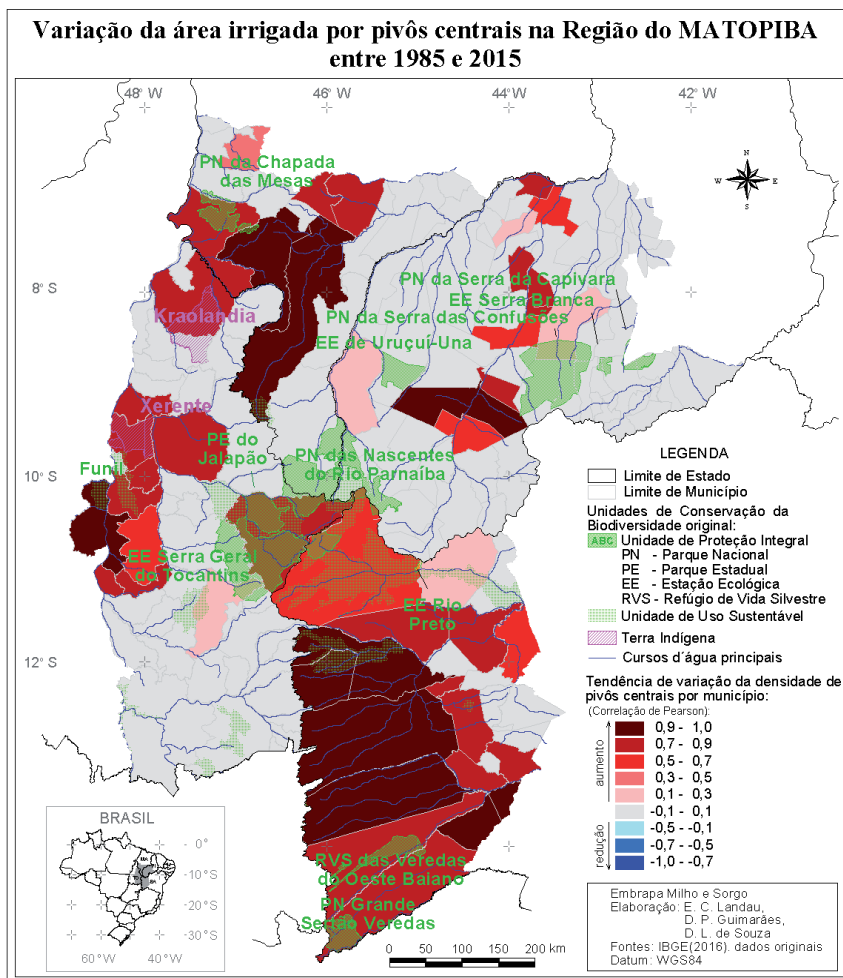 Variação da área irrigada por pivôs centrais na Região do MATOPIBA
entre 1985 e 2015
48° W
46° W
44° W
42° W
N
W
E
S
PN da Chapada
das Mesas
8° S
PN da Serra da Capivara
EE Serra Branca
PN da Serra das Confusões
EE de Uruçuí-Una
Kraolandia
Xerente
PE do
Jalapão
PN das Nascentes
do Rio Parnaíba
Funil
10° S
EE Serra Geral
do Tocantins
EE Rio
Preto
12° S
RVS das Veredas
do Oeste Baiano
PN Grande
Sertão Veredas
LEGENDA
Limite de Estado
Limite de Município
Unidades de Conservação da
Biodiversidade original:
ABC Unidade de Proteção Integral
PN - Parque Nacional
PE - Parque Estadual
EE - Estação Ecológica
RVS - Refúgio de Vida Silvestre
Unidade de Uso Sustentável
Terra Indígena
Cursos d´água principais
Tendência de variação da densidade de
pivôs centrais por município:
(Correlação de Pearson):
aumento
0,9 - 1,0
0,7 - 0,9
0,5 - 0,7
0,3 - 0,5
0,1 - 0,3
-0,1 - 0,1
redução
-0,5 - -0,1
-0,7 - -0,5
-1,0 - -0,7
BRASIL
MA
TO
BA
- 0°
-10°
-20°
-30°
60° W
40° W
0 50 100 150 200 km
Embrapa Milho e Sorgo
Elaboração: E. C. Landau,
D. P. Guimarães,
D. L. de Souza
Fontes: IBGE(2016). dados originais
Datum: WGS84